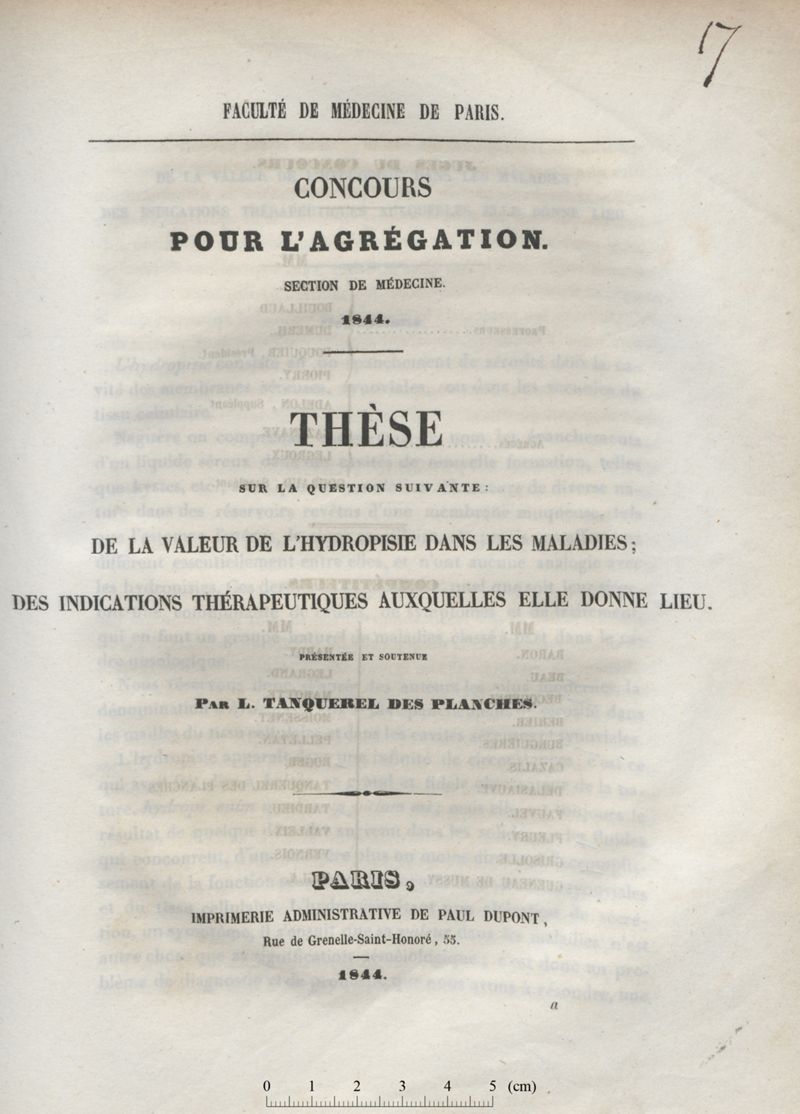 7
FACULTÉ DE MÉDECINE DE PARIS.
CONCOURS
POUR L'AGRÉGATION.
SECTION DE MÉDECINE.
1844.
THÈSE
SUR LA QUESTION SUIVANTE:
DE LA VALEUR DE L'HYDROPISIE DANS LES MALADIES;
DES INDICATIONS THÉRAPEUTIQUES AUXQUELLES ELLE DONNE LIEU.
PRÉSENTÉE ET SOUTENUE
PAR L. TANQUEREL DES PLANCHES.
PARIS,
IMPRIMERIE ADMINISTRATIVE DE PAUL DUPONT,
Rue de Grenelle-Saint-Honoré, 55.
1844.
a
0 1 2 3 4 5 (cm)